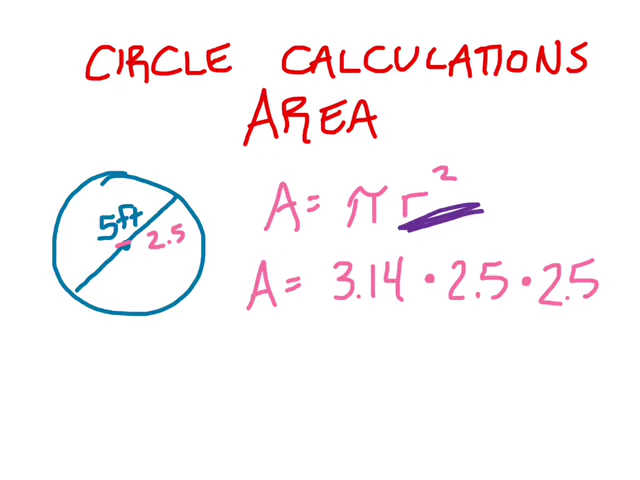 CIRCLE CALCULATIONS
AREA
5ft
2.5
A = πr²
A = 3.14 • 2.5 • 2.5